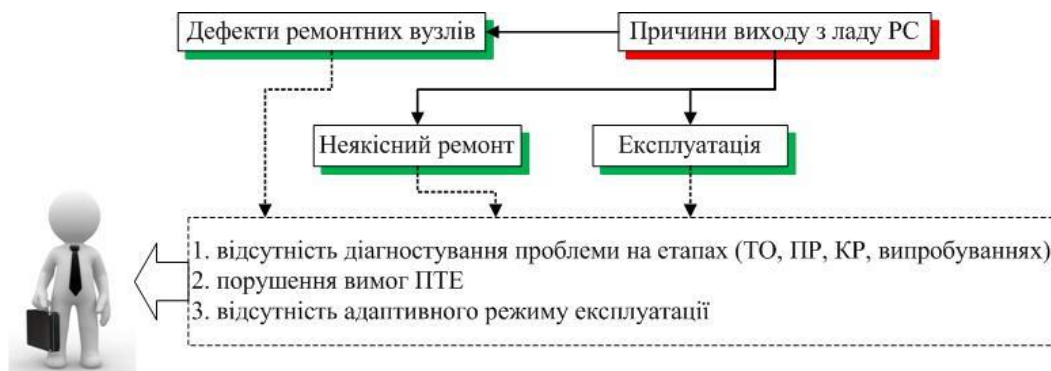 Дефекти ремонтних вузлів
Причини виходу з ладу РС
Неякісний ремонт
Експлуатація
1. відсутність діагностування проблеми на етапах (ТО, ПР, КР, випробуваннях)
2. порушення вимог ПТЕ
3. відсутність адаптивного режиму експлуатації